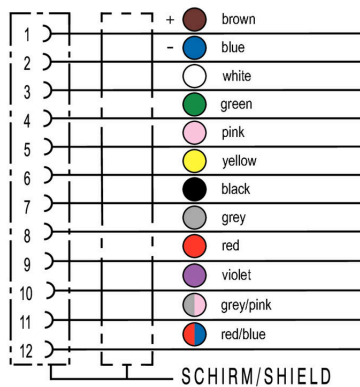 + brown
1
− blue
2
white
3
green
4
pink
5
yellow
6
black
7
grey
8
red
9
violet
10
grey/pink
11
red/blue
12
SCHIRM/SHIELD